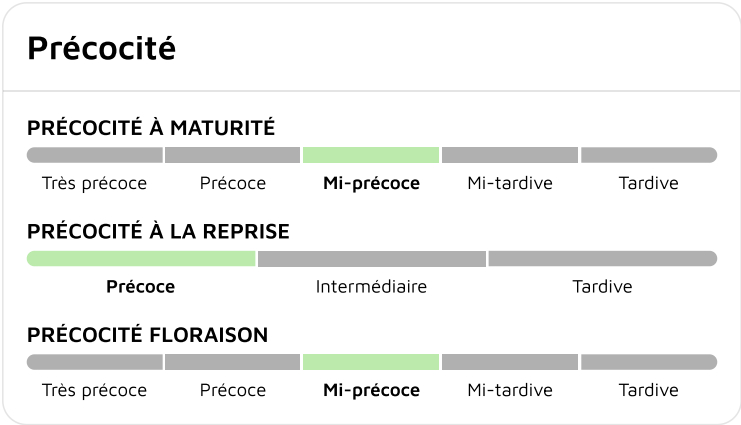 Précocité
PRÉCOCITÉ À MATURITÉ
Très précoce Précoce Mi-précoce Mi-tardive Tardive
PRÉCOCITÉ À LA REPRISE
Précoce Intermédiaire Tardive
PRÉCOCITÉ FLORAISON
Très précoce Précoce Mi-précoce Mi-tardive Tardive